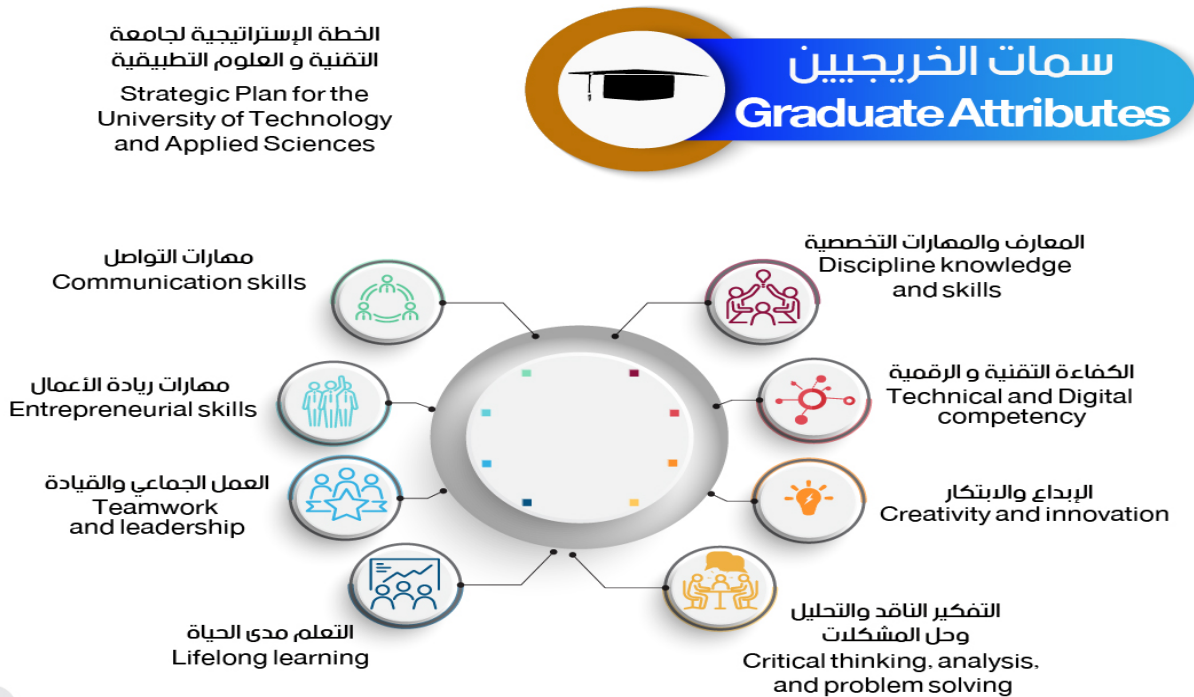 الخطة الإستراتيجية لجامعة
التقنية و العلوم التطبيقية
Strategic Plan for the
University of Technology
and Applied Sciences
سمات الخريجيين
Graduate Attributes
مهارات التواصل
Communication skills
المعارف والمهارات التخصصية
Discipline knowledge
and skills
مهارات ريادة الأعمال
Entrepreneurial skills
الكفاءة التقنية و الرقمية
Technical and Digital
competency
العمل الجماعي والقيادة
Teamwork
and leadership
الإبداع والابتكار
Creativity and innovation
التعلم مدى الحياة
Lifelong learning
التفكير الناقد والتحليل
وحل المشكلات
Critical thinking, analysis,
and problem solving